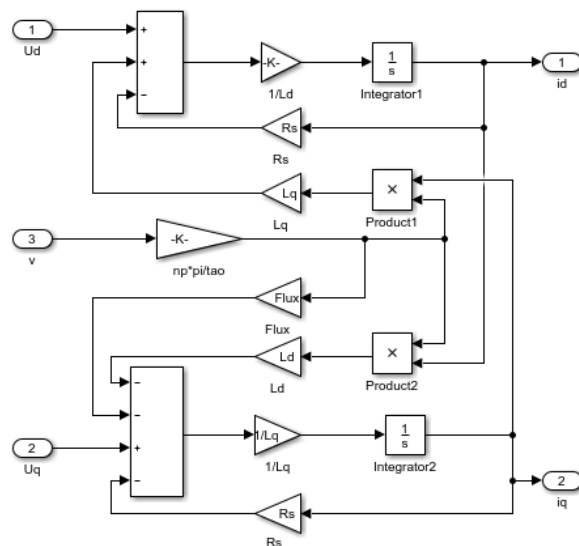 1
Ud
+
+
−
-K-
1/Ld
1
s
Integrator1
1
id
Rs
Rs
Lq
Lq
×
Product1
3
v
-K-
np*pi/tao
Flux
Flux
Ld
Ld
×
Product2
2
Uq
−
−
+
−
1/Lq
1/Lq
1
s
Integrator2
2
iq
Rs
Rs